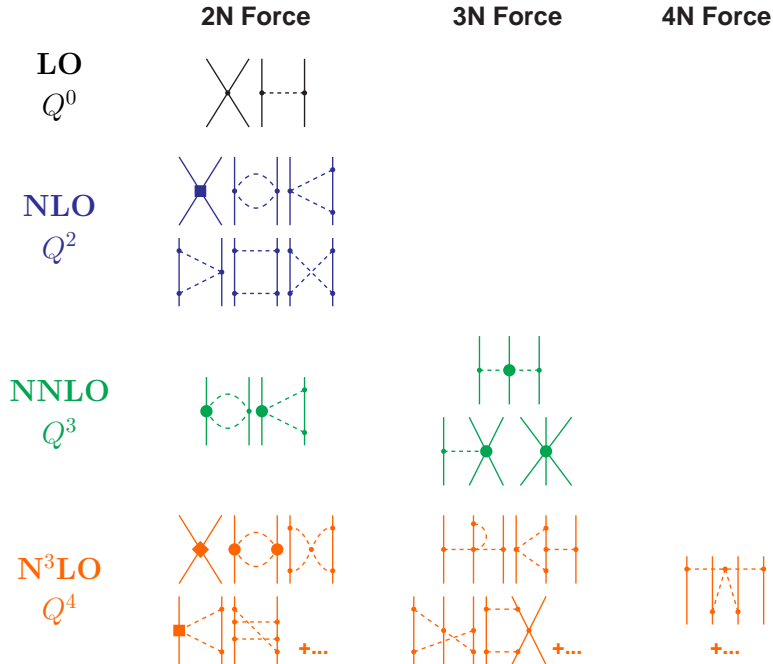 2N Force 3N Force 4N Force
LO
Q^0
NLO
Q^2
NNLO
Q^3
N^3LO
Q^4
+... +... +...